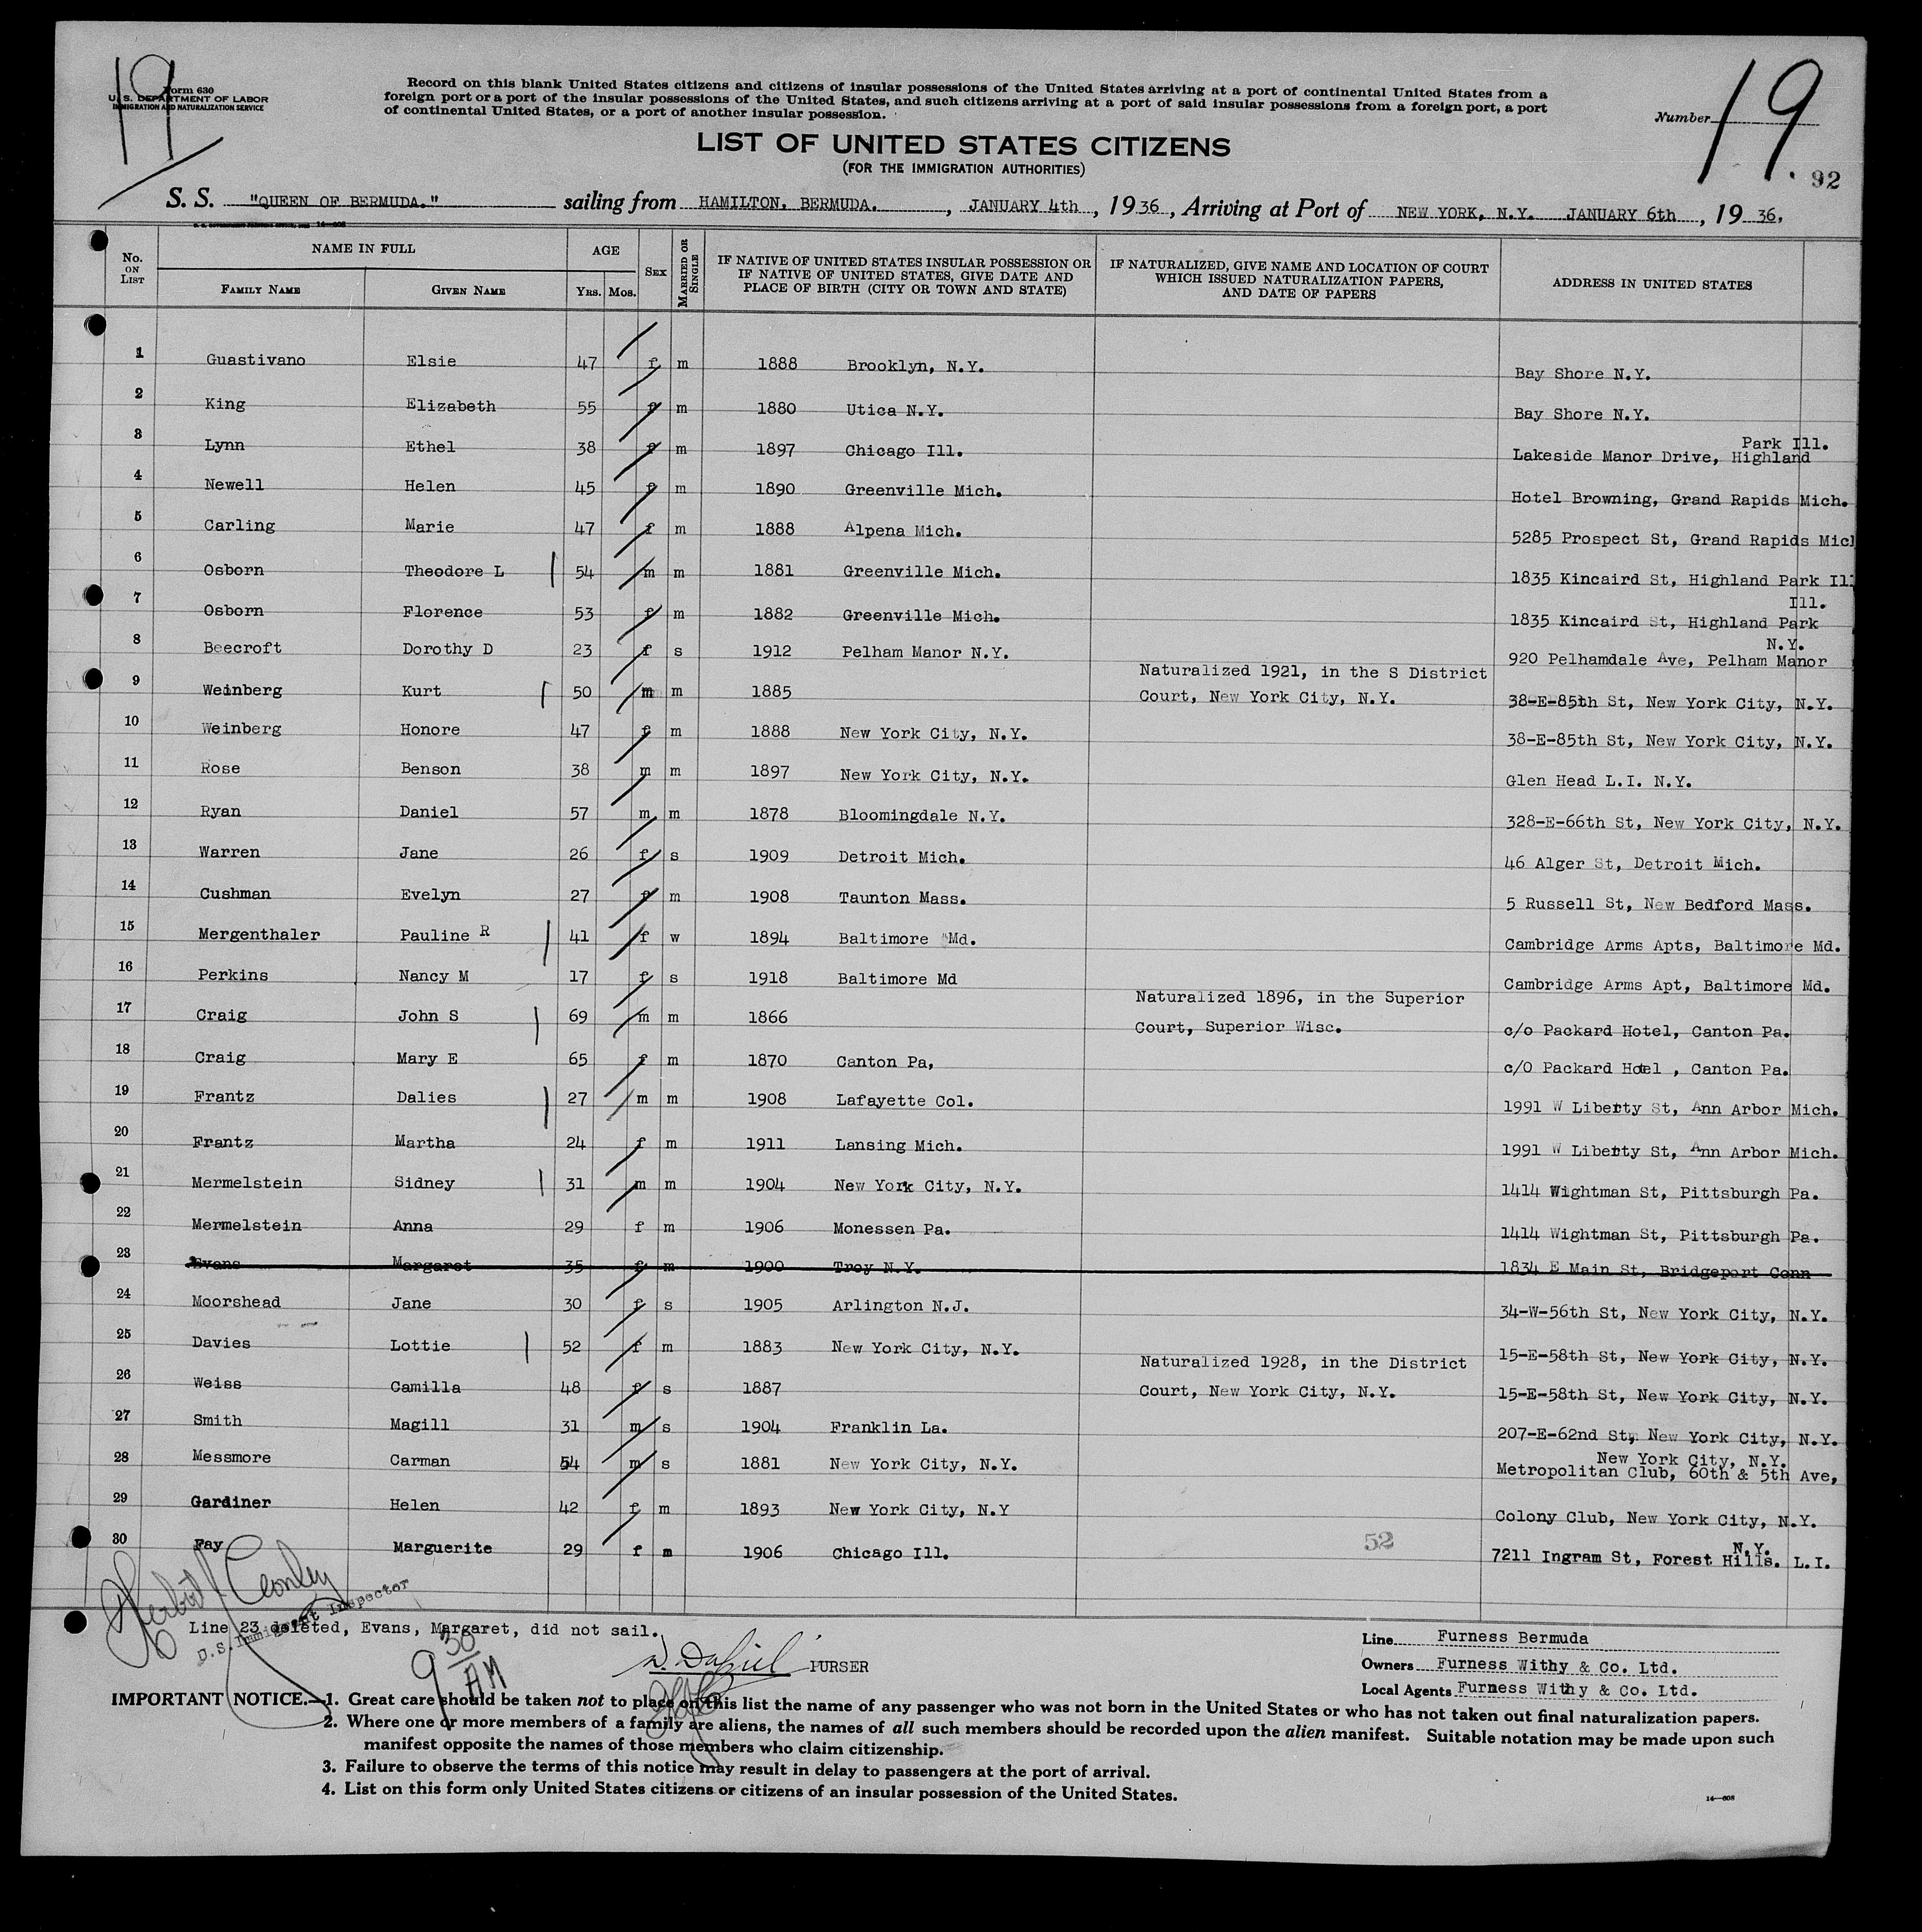 19
Form 630
U. S. DEPARTMENT OF LABOR
IMMIGRATION AND NATURALIZATION SERVICE
Record on this blank United States citizens and citizens of insular possessions of the United States arriving at a port of continental United States from a
foreign port or a port of the insular possessions of the United States, and such citizens arriving at a port of said insular possessions from a foreign port, a port
of continental United States, or a port of another insular possession.
Number 19
92
LIST OF UNITED STATES CITIZENS
(FOR THE IMMIGRATION AUTHORITIES)
S. S. "QUEEN OF BERMUDA." sailing from HAMILTON, BERMUDA. , JANUARY 4th , 1936 , Arriving at Port of NEW YORK, N.Y. JANUARY 6th , 19 36.
14—608
No. ON LIST NAME IN FULL FAMILY NAME GIVEN NAME AGE YRS. MOS. SEX MARRIED OR SINGLE IF NATIVE OF UNITED STATES INSULAR POSSESSION OR IF NATIVE OF UNITED STATES, GIVE DATE AND PLACE OF BIRTH (CITY OR TOWN AND STATE) IF NATURALIZED, GIVE NAME AND LOCATION OF COURT WHICH ISSUED NATURALIZATION PAPERS, AND DATE OF PAPERS ADDRESS IN UNITED STATES
1 Guastivano Elsie 47 f m 1888 Brooklyn, N.Y. Bay Shore N.Y.
2 King Elizabeth 55 f m 1880 Utica N.Y. Bay Shore N.Y.
3 Lynn Ethel 38 f m 1897 Chicago Ill. Lakeside Manor Drive, Highland Park Ill.
4 Newell Helen 45 f m 1890 Greenville Mich. Hotel Browning, Grand Rapids Mich.
5 Carling Marie 47 f m 1888 Alpena Mich. 5285 Prospect St, Grand Rapids Mich
6 Osborn Theodore L 54 m m 1881 Greenville Mich. 1835 Kincaird St, Highland Park Ill
7 Osborn Florence 53 f m 1882 Greenville Mich. 1835 Kincaird St, Highland Park Ill.
8 Beecroft Dorothy D 23 f s 1912 Pelham Manor N.Y. 920 Pelhamdale Ave, Pelham Manor N.Y.
9 Weinberg Kurt 50 m m 1885 Naturalized 1921, in the S District Court, New York City, N.Y. 38-E-85th St, New York City, N.Y.
10 Weinberg Honore 47 f m 1888 New York City, N.Y. 38-E-85th St, New York City, N.Y.
11 Rose Benson 38 m m 1897 New York City, N.Y. Glen Head L.I. N.Y.
12 Ryan Daniel 57 m m 1878 Bloomingdale N.Y. 328-E-66th St, New York City, N.Y.
13 Warren Jane 26 f s 1909 Detroit Mich. 46 Alger St, Detroit Mich.
14 Cushman Evelyn 27 f m 1908 Taunton Mass. 5 Russell St, New Bedford Mass.
15 Mergenthaler Pauline R 41 f w 1894 Baltimore Md. Cambridge Arms Apts, Baltimore Md.
16 Perkins Nancy M 17 f s 1918 Baltimore Md Cambridge Arms Apt, Baltimore Md.
17 Craig John S 69 m m 1866 Naturalized 1896, in the Superior Court, Superior Wisc. c/o Packard Hotel, Canton Pa.
18 Craig Mary E 65 f m 1870 Canton Pa, c/O Packard Hotel , Canton Pa.
19 Frantz Dalies 27 m m 1908 Lafayette Col. 1991 W Liberty St, Ann Arbor Mich.
20 Frantz Martha 24 f m 1911 Lansing Mich. 1991 W Liberty St, Ann Arbor Mich.
21 Mermelstein Sidney 31 m m 1904 New York City, N.Y. 1414 Wightman St, Pittsburgh Pa.
22 Mermelstein Anna 29 f m 1906 Monessen Pa. 1414 Wightman St, Pittsburgh Pa.
23 Evans Margaret 35 f m 1900 Troy N.Y. 1834 E Main St, Bridgeport Conn
24 Moorshead Jane 30 f s 1905 Arlington N.J. 34-W-56th St, New York City, N.Y.
25 Davies Lottie 52 f m 1883 New York City, N.Y. 15-E-58th St, New York City, N.Y.
26 Weiss Camilla 48 f s 1887 Naturalized 1928, in the District Court, New York City, N.Y. 15-E-58th St, New York City, N.Y.
27 Smith Magill 31 m s 1904 Franklin La. 207-E-62nd St, New York City, N.Y.
28 Messmore Carman 54 m s 1881 New York City, N.Y. Metropolitan Club, 60th & 5th Ave, New York City, N.Y.
29 Gardiner Helen 42 f m 1893 New York City, N.Y Colony Club, New York City, N.Y.
30 Fay Marguerite 29 f m 1906 Chicago Ill. 7211 Ingram St, Forest Hills. L.I. N.Y.
52
U.S. Immigrant Inspector
Line 23 deleted, Evans, Margaret, did not sail.
9 30 AM
PURSER
Line Furness Bermuda
Owners Furness Withy & Co. Ltd.
Local Agents Furness Withy & Co. Ltd.
IMPORTANT NOTICE.—1. Great care should be taken not to place on this list the name of any passenger who was not born in the United States or who has not taken out final naturalization papers.
2. Where one or more members of a family are aliens, the names of all such members should be recorded upon the alien manifest. Suitable notation may be made upon such
manifest opposite the names of those members who claim citizenship.
3. Failure to observe the terms of this notice may result in delay to passengers at the port of arrival.
4. List on this form only United States citizens or citizens of an insular possession of the United States.
14—608